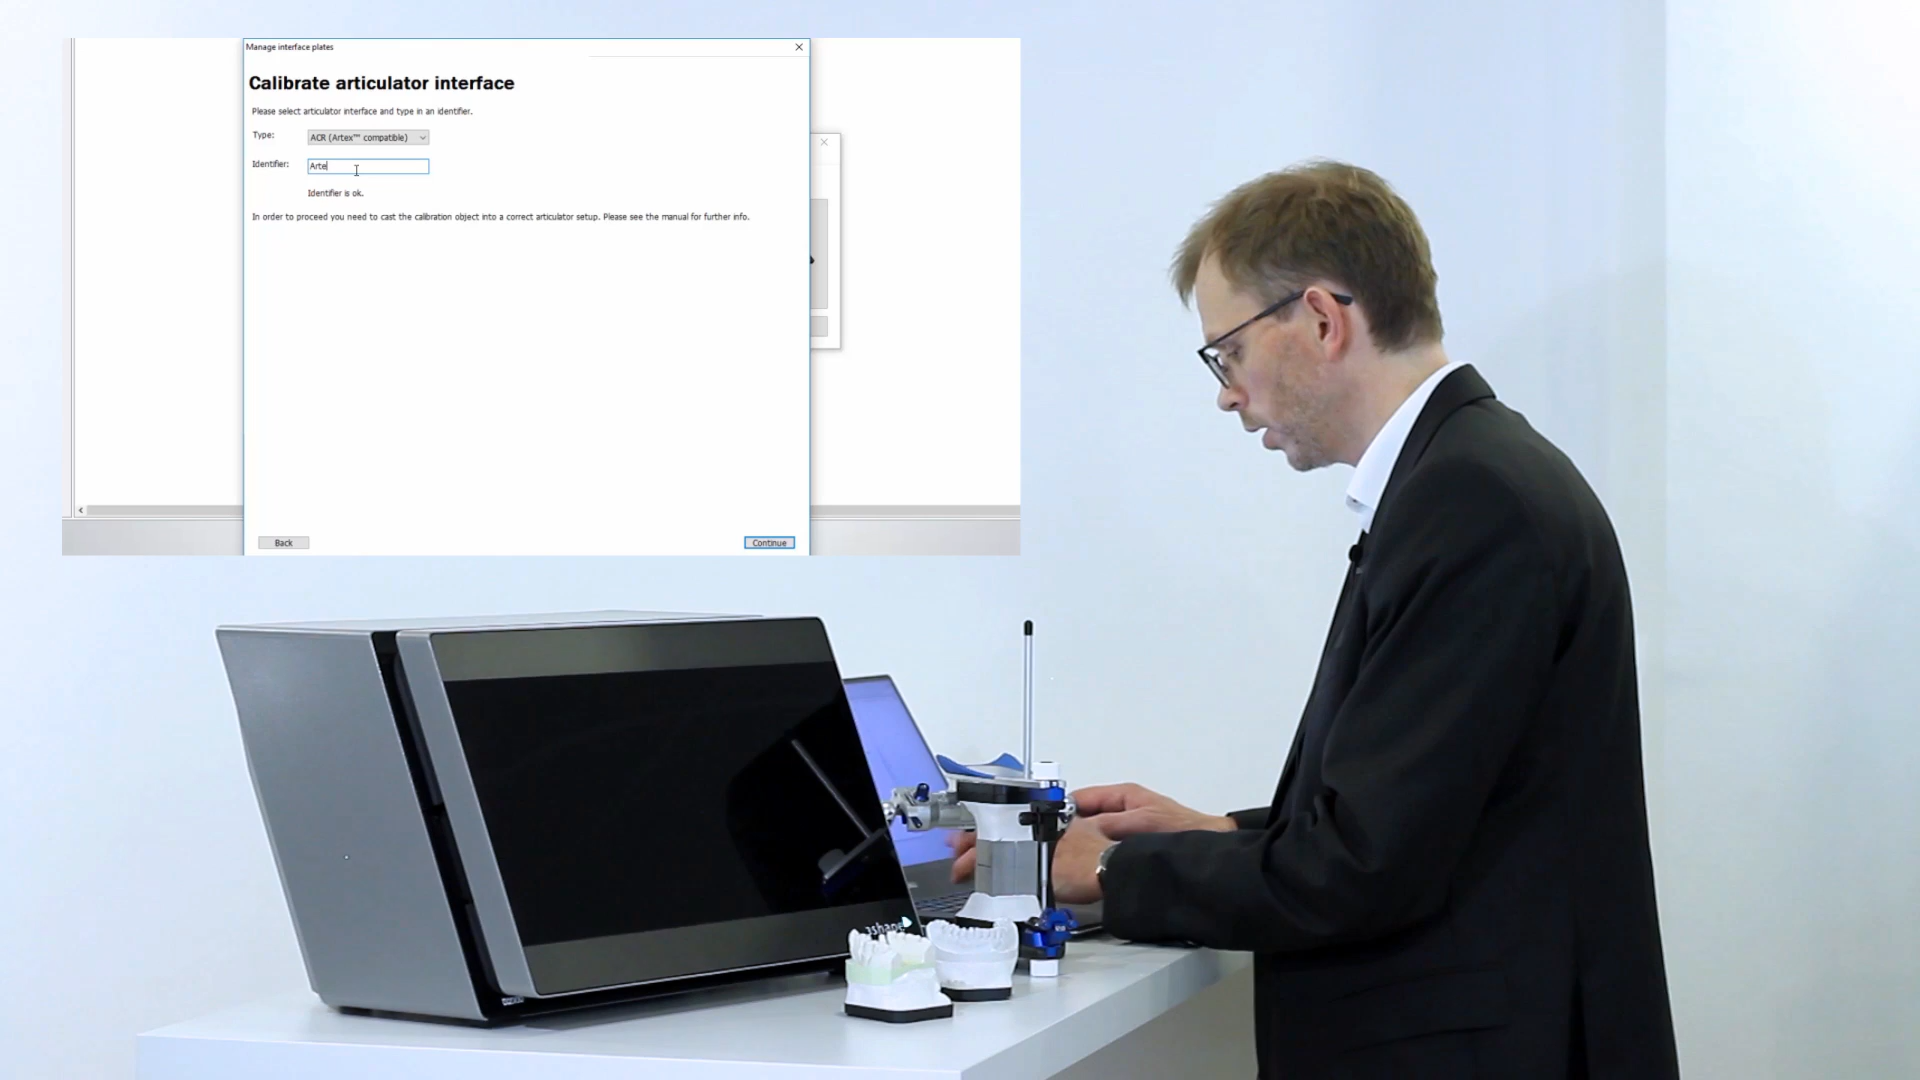 Manage interface plates
Calibrate articulator interface
Please select articulator interface and type in an identifier.
Type: ACR (Artex™ compatible)
Identifier: Arte
Identifier is ok.
In order to proceed you need to cast the calibration object into a correct articulator setup. Please see the manual for further info.
Back Continue
3shape